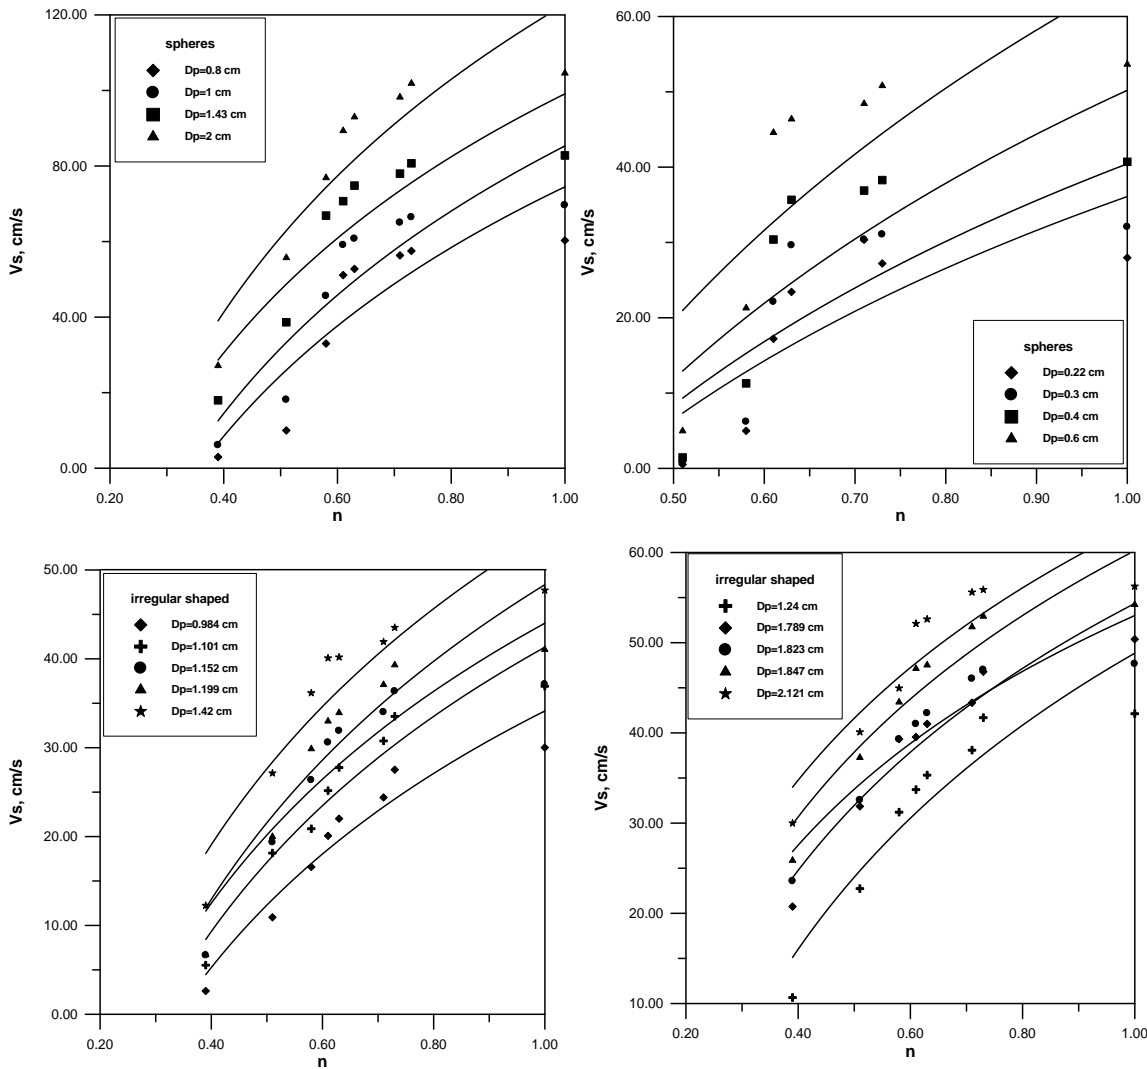 120.00
80.00
40.00
0.00
Vs, cm/s
spheres
Dp=0.8 cm
Dp=1 cm
Dp=1.43 cm
Dp=2 cm
0.20
0.40
0.60
0.80
1.00
n
60.00
40.00
20.00
0.00
Vs, cm/s
spheres
Dp=0.22 cm
Dp=0.3 cm
Dp=0.4 cm
Dp=0.6 cm
0.50
0.60
0.70
0.80
0.90
1.00
n
50.00
40.00
30.00
20.00
10.00
0.00
Vs, cm/s
irregular shaped
Dp=0.984 cm
Dp=1.101 cm
Dp=1.152 cm
Dp=1.199 cm
Dp=1.42 cm
0.20
0.40
0.60
0.80
1.00
n
60.00
50.00
40.00
30.00
20.00
10.00
Vs, cm/s
irregular shaped
Dp=1.24 cm
Dp=1.789 cm
Dp=1.823 cm
Dp=1.847 cm
Dp=2.121 cm
0.20
0.40
0.60
0.80
1.00
n